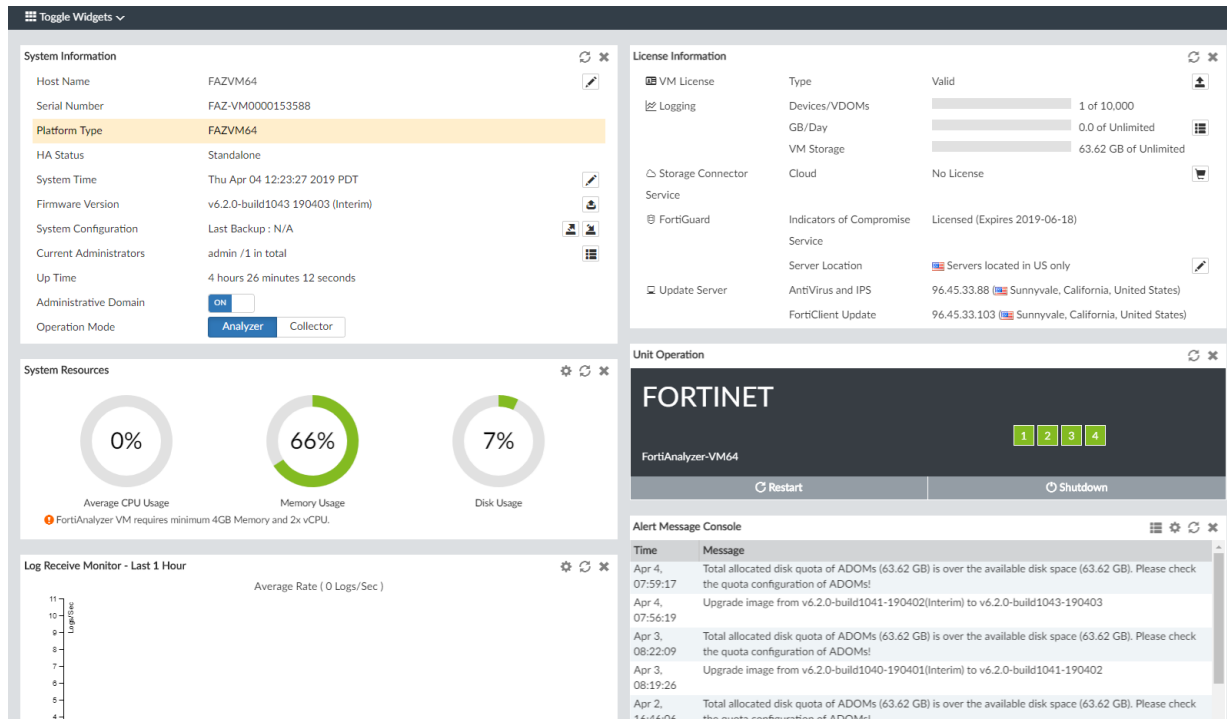 Toggle Widgets
System Information
Host Name FAZVM64
Serial Number FAZ-VM0000153588
Platform Type FAZVM64
HA Status Standalone
System Time Thu Apr 04 12:23:27 2019 PDT
Firmware Version v6.2.0-build1043 190403 (Interim)
System Configuration Last Backup : N/A
Current Administrators admin /1 in total
Up Time 4 hours 26 minutes 12 seconds
Administrative Domain ON
Operation Mode Analyzer Collector
License Information
VM License Type Valid
Logging Devices/VDOMs 1 of 10,000
GB/Day 0.0 of Unlimited
VM Storage 63.62 GB of Unlimited
Storage Connector Cloud No License
Service
FortiGuard Indicators of Compromise Licensed (Expires 2019-06-18)
Service
Server Location Servers located in US only
Update Server AntiVirus and IPS 96.45.33.88 (Sunnyvale, California, United States)
FortiClient Update 96.45.33.103 (Sunnyvale, California, United States)
System Resources
0% 66% 7%
Average CPU Usage Memory Usage Disk Usage
FortiAnalyzer VM requires minimum 4GB Memory and 2x vCPU.
Unit Operation
FORTINET
1 2 3 4
FortiAnalyzer-VM64
Restart Shutdown
Log Receive Monitor - Last 1 Hour
Average Rate ( 0 Logs/Sec )
Logs/Sec
11
10
9
8
7
6
5
4
Alert Message Console
Time Message
Apr 4, Total allocated disk quota of ADOMs (63.62 GB) is over the available disk space (63.62 GB). Please check
07:59:17 the quota configuration of ADOMs!
Apr 4, Upgrade image from v6.2.0-build1041-190402(Interim) to v6.2.0-build1043-190403
07:56:19
Apr 3, Total allocated disk quota of ADOMs (63.62 GB) is over the available disk space (63.62 GB). Please check
08:22:09 the quota configuration of ADOMs!
Apr 3, Upgrade image from v6.2.0-build1040-190401(Interim) to v6.2.0-build1041-190402
08:19:26
Apr 2, Total allocated disk quota of ADOMs (63.62 GB) is over the available disk space (63.62 GB). Please check
16:46:06 the quota configuration of ADOMs!